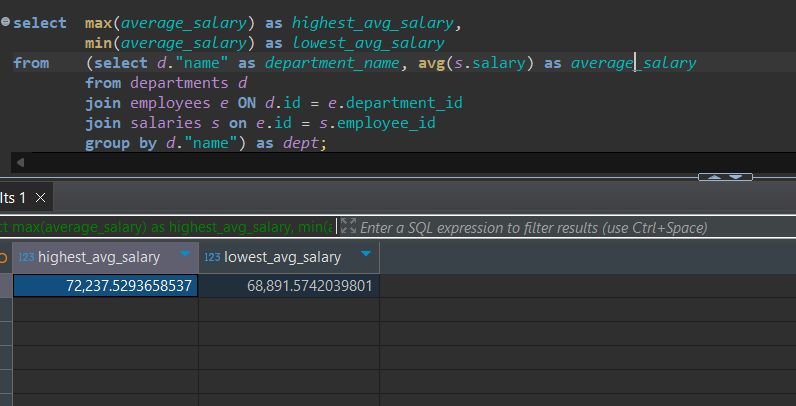 select max(average_salary) as highest_avg_salary,
min(average_salary) as lowest_avg_salary
from (select d."name" as department_name, avg(s.salary) as average_salary
from departments d
join employees e ON d.id = e.department_id
join salaries s on e.id = s.employee_id
group by d."name") as dept;
lts 1
ct max(average_salary) as highest_avg_salary, min(a
Enter a SQL expression to filter results (use Ctrl+Space)
123 highest_avg_salary 123 lowest_avg_salary
72,237.5293658537 68,891.5742039801